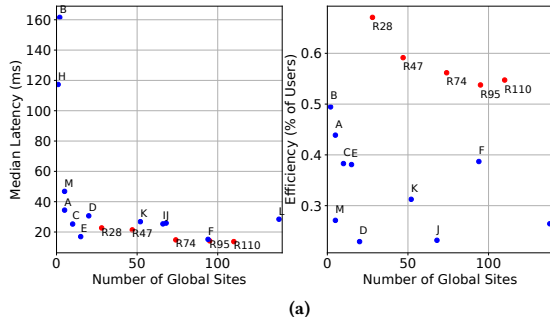 B
H
M
A
C
E
D
R28
R47
K
IJ
R74
F
R95
R110
L
160
140
120
100
80
60
40
20
0
50
100
Median Latency (ms)
Number of Global Sites
R28
R47
R74
R95
R110
B
A
C
E
F
K
M
D
J
0.6
0.5
0.4
0.3
0
50
100
Efficiency (% of Users)
Number of Global Sites
(a)